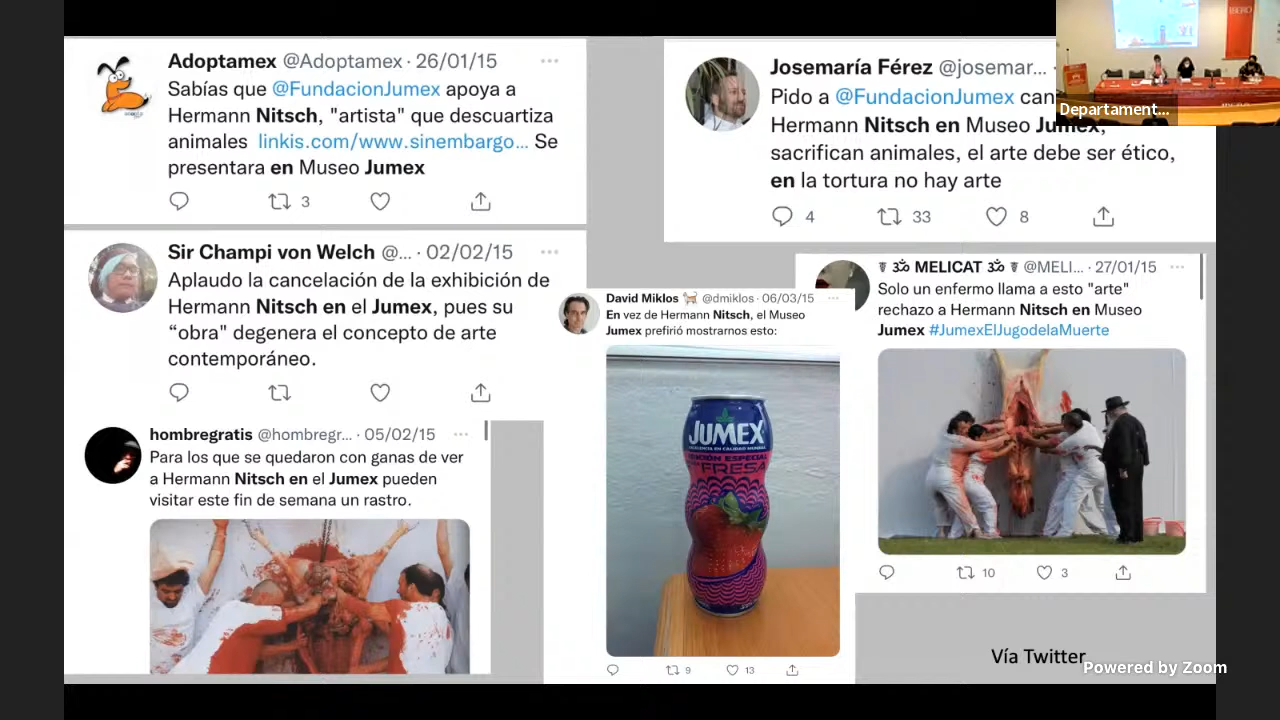 Adoptamex @Adoptamex · 26/01/15
Sabías que @FundacionJumex apoya a
Hermann Nitsch, "artista" que descuartiza
animales linkis.com/www.sinembargo... Se
presentara en Museo Jumex
3
Josemaría Férez @josemar... ·
Pido a @FundacionJumex can
Hermann Nitsch en Museo Jumex,
sacrifican animales, el arte debe ser ético,
en la tortura no hay arte
4 33 8
IBERO
Departament...
Sir Champi von Welch @... · 02/02/15
Aplaudo la cancelación de la exhibición de
Hermann Nitsch en el Jumex, pues su
“obra" degenera el concepto de arte
contemporáneo.
hombregratis @hombregr... · 05/02/15
Para los que se quedaron con ganas de ver
a Hermann Nitsch en el Jumex pueden
visitar este fin de semana un rastro.
David Miklos @dmiklos · 06/03/15
En vez de Hermann Nitsch, el Museo
Jumex prefirió mostrarnos esto:
JUMEX
EDICIÓN ESPECIAL
FRESA
9 13
☤ ૐ MELICAT ૐ ☤ @MELI... · 27/01/15
Solo un enfermo llama a esto "arte"
rechazo a Hermann Nitsch en Museo
Jumex #JumexElJugodelaMuerte
10 3
Vía Twitter
Powered by Zoom